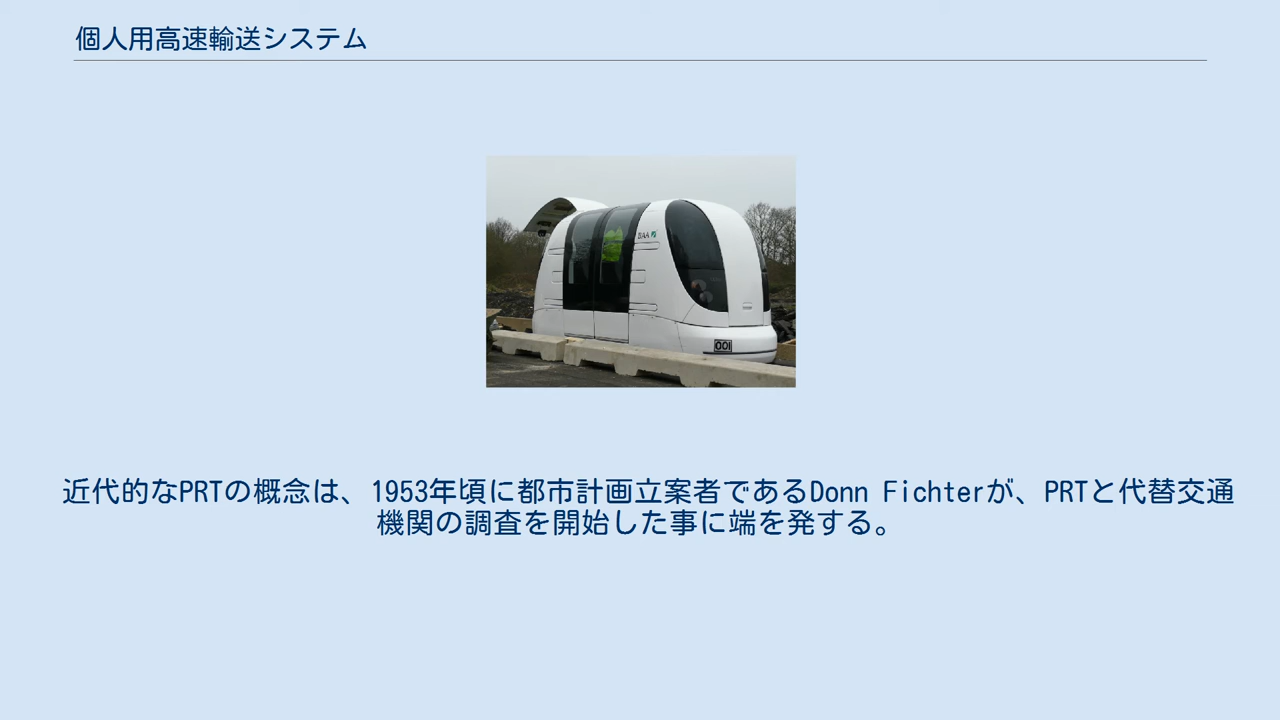 個人用高速輸送システム
BAA
001
近代的なPRTの概念は、1953年頃に都市計画立案者であるDonn Fichterが、PRTと代替交通
機関の調査を開始した事に端を発する。